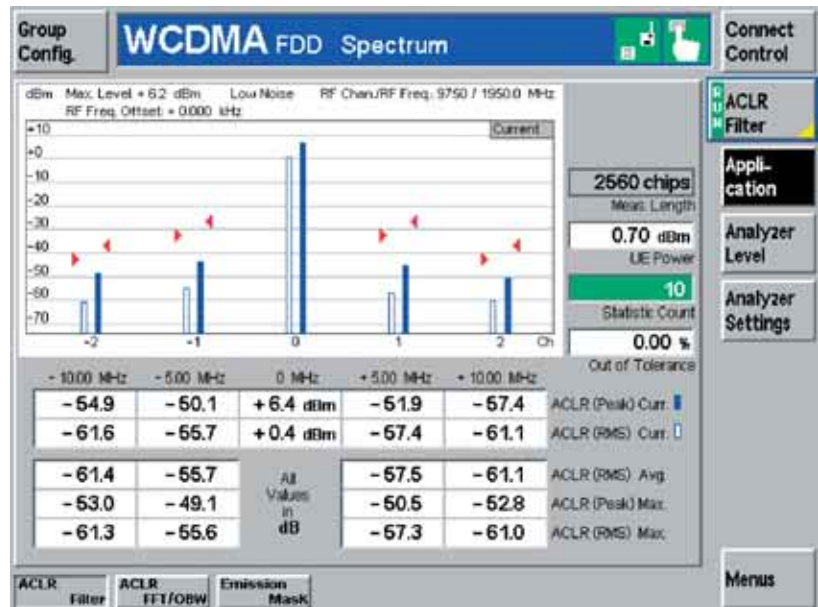 Group Config.
WCDMA FDD Spectrum
Connect Control
dBm Max. Level + 6.2 dBm Low Noise RF Chan./RF Freq.: 9750 / 1950.0 MHz
RF Freq. Offset: + 0.000 kHz
Current
+10
+0
-10
-20
-30
-40
-50
-60
-70
-2 -1 0 1 2 Ch
2560 chips
Meas. Length
0.70 dBm
UE Power
10
Statistic Count
0.00 %
Out of Tolerance
RUN
ACLR Filter
Appli-cation
Analyzer Level
Analyzer Settings
- 10.00 MHz - 5.00 MHz 0 MHz + 5.00 MHz + 10.00 MHz
- 54.9 - 50.1 + 6.4 dBm - 51.9 - 57.4 ACLR (Peak) Curr.
- 61.6 - 55.7 + 0.4 dBm - 57.4 - 61.1 ACLR (RMS) Curr.
- 61.4 - 55.7 - 57.5 - 61.1 ACLR (RMS) Avg.
- 53.0 - 49.1 - 50.5 - 52.8 ACLR (Peak) Max.
- 61.3 - 55.6 - 57.3 - 61.0 ACLR (RMS) Max.
All Values in dB
ACLR Filter
ACLR FFT/OBW
Emission Mask
Menus